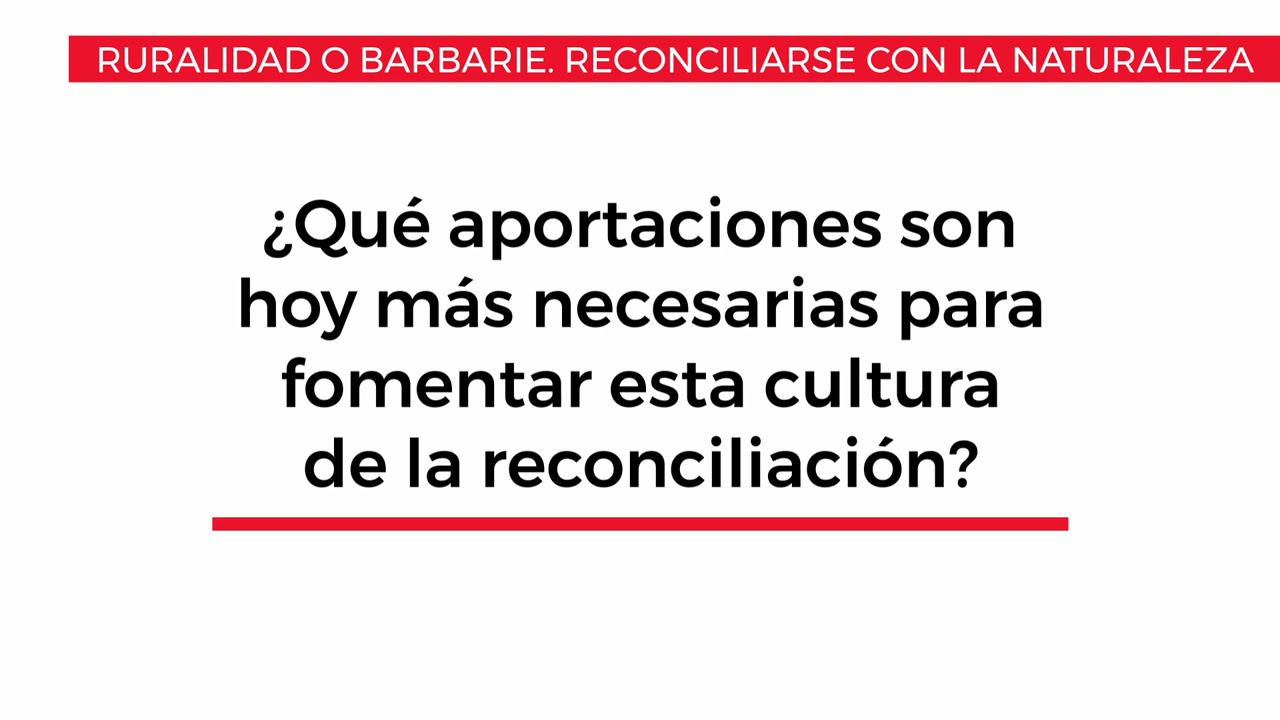 RURALIDAD O BARBARIE. RECONCILIARSE CON LA NATURALEZA
¿Qué aportaciones son
hoy más necesarias para
fomentar esta cultura
de la reconciliación?